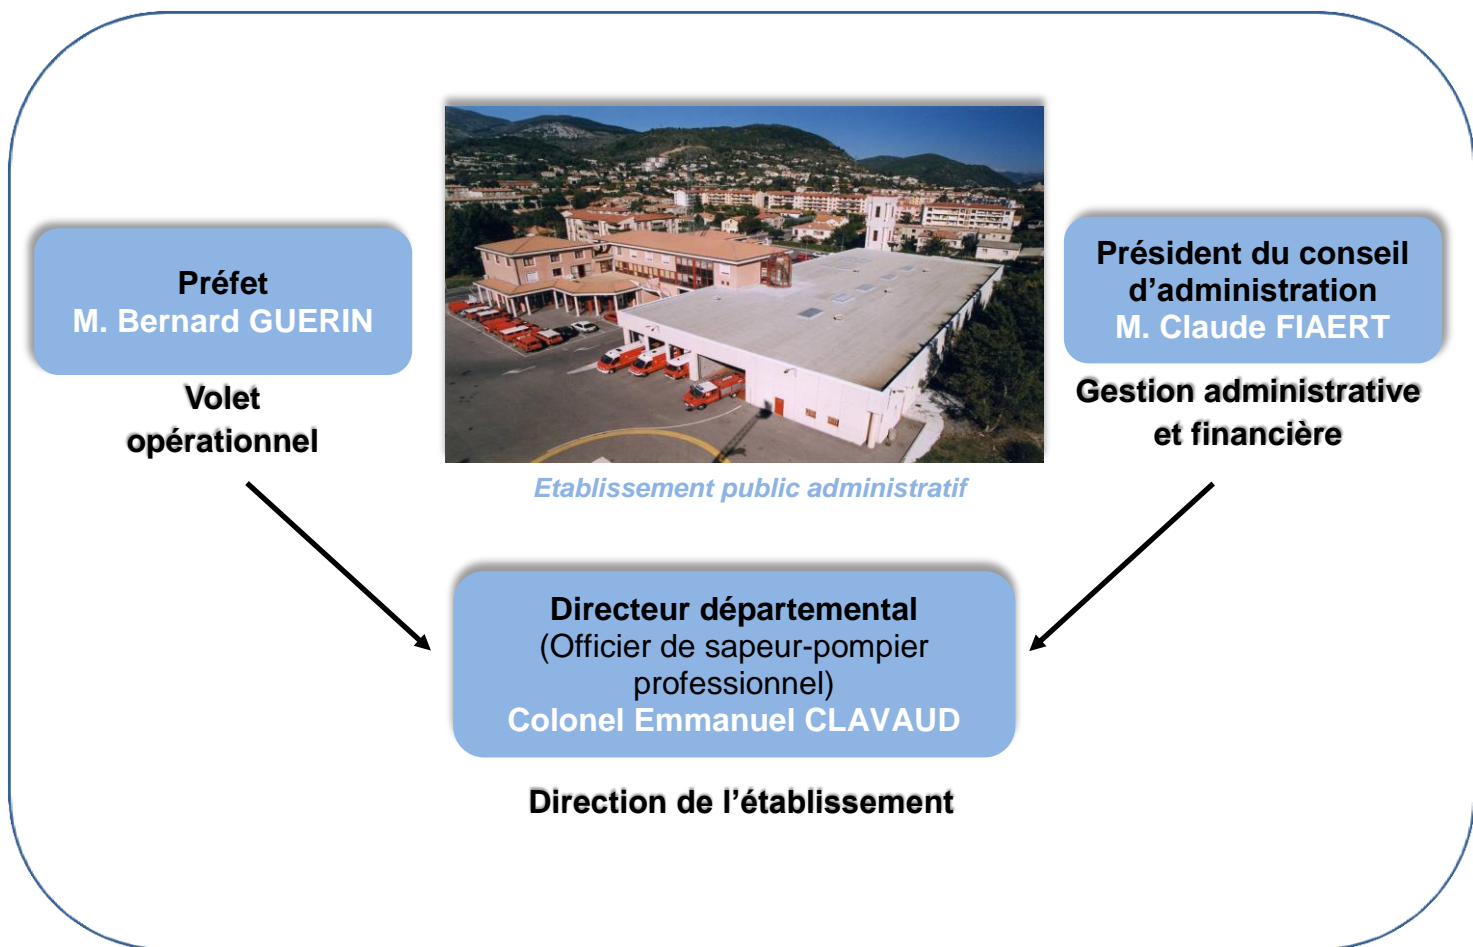 Préfet
M. Bernard GUERIN
Volet
opérationnel
Président du conseil
d’administration
M. Claude FIAERT
Gestion administrative
et financière
Etablissement public administratif
Directeur départemental
(Officier de sapeur-pompier
professionnel)
Colonel Emmanuel CLAVAUD
Direction de l’établissement